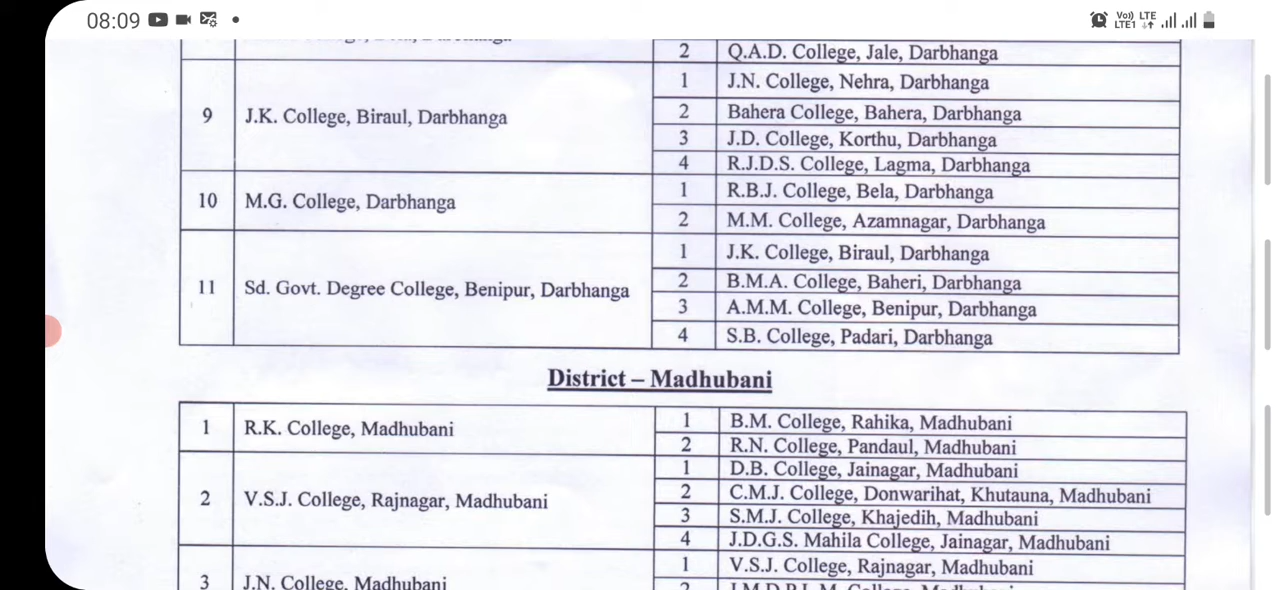 08:09
Vo) LTE
LTE1
2 Q.A.D. College, Jale, Darbhanga
9 J.K. College, Biraul, Darbhanga
1 J.N. College, Nehra, Darbhanga
2 Bahera College, Bahera, Darbhanga
3 J.D. College, Korthu, Darbhanga
4 R.J.D.S. College, Lagma, Darbhanga
10 M.G. College, Darbhanga
1 R.B.J. College, Bela, Darbhanga
2 M.M. College, Azamnagar, Darbhanga
11 Sd. Govt. Degree College, Benipur, Darbhanga
1 J.K. College, Biraul, Darbhanga
2 B.M.A. College, Baheri, Darbhanga
3 A.M.M. College, Benipur, Darbhanga
4 S.B. College, Padari, Darbhanga
District – Madhubani
1 R.K. College, Madhubani
1 B.M. College, Rahika, Madhubani
2 R.N. College, Pandaul, Madhubani
2 V.S.J. College, Rajnagar, Madhubani
1 D.B. College, Jainagar, Madhubani
2 C.M.J. College, Donwarihat, Khutauna, Madhubani
3 S.M.J. College, Khajedih, Madhubani
4 J.D.G.S. Mahila College, Jainagar, Madhubani
3 J.N. College, Madhubani
1 V.S.J. College, Rajnagar, Madhubani
2